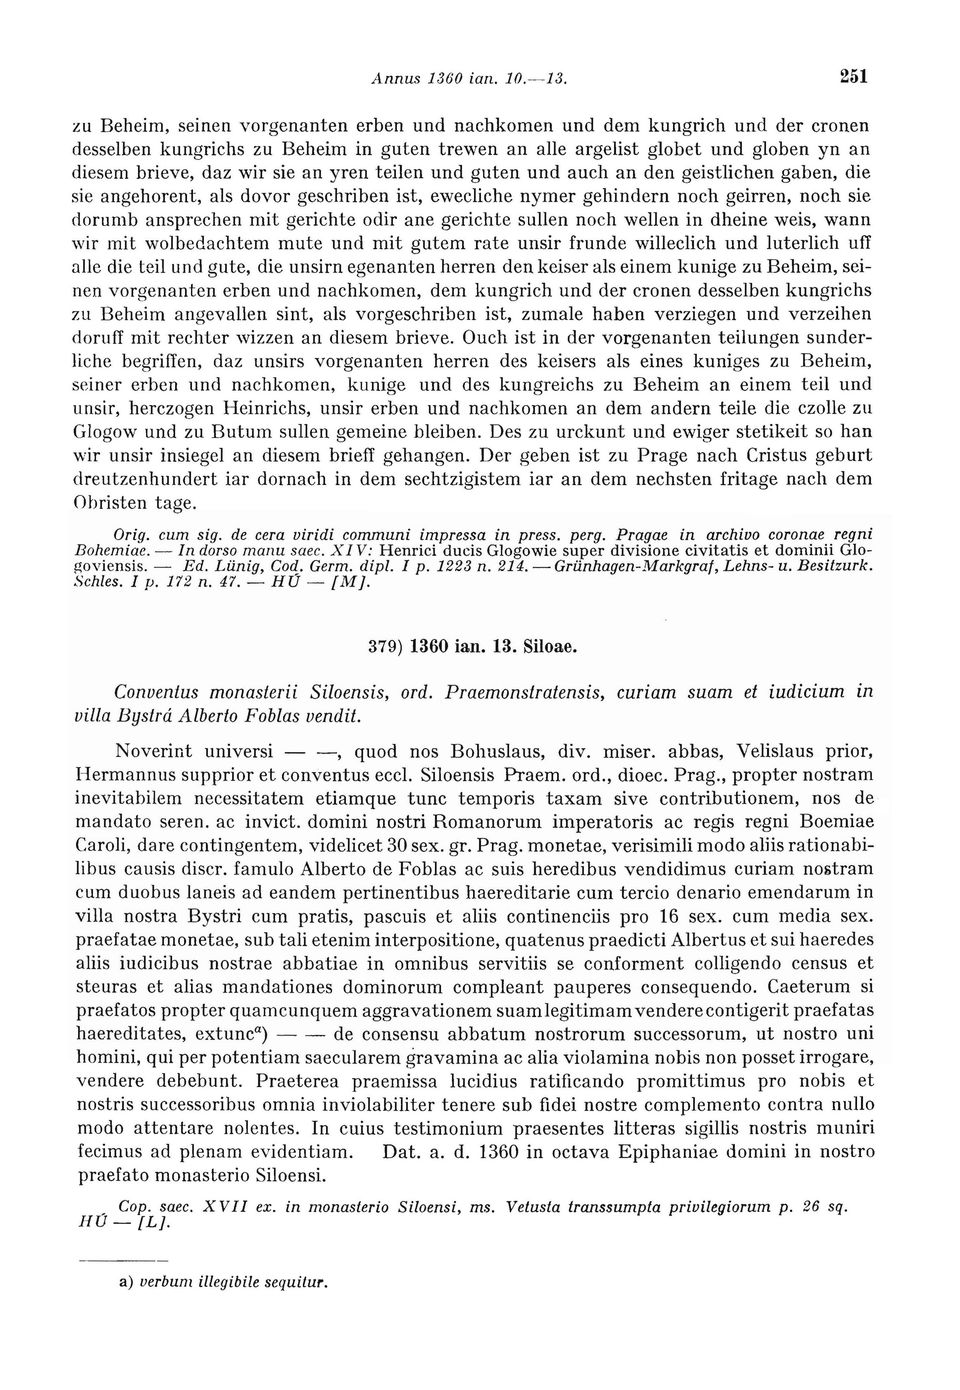 Annus 1360 ian. 10.—13. 251
zu Beheim, seinen vorgenanten erben und nachkomen und dem kungrich und der cronen
desselben kungrichs zu Beheim in guten trewen an alle argelist globet und globen yn an
diesem brieve, daz wir sie an yren teilen und guten und auch an den geistlichen gaben, die
sie angehorent, als dovor geschriben ist, ewecliche nymer gehindern noch geirren, noch sie
dorumb ansprechen mit gerichte odir ane gerichte sullen noch wellen in dheine weis, wann
wir mit wolbedachtem mute und mit gutem rate unsir frunde willeclich und luterlich uff
alle die teil und gute, die unsirn egenanten herren den keiser als einem kunige zu Beheim, sei-
nen vorgenanten erben und nachkomen, dem kungrich und der cronen desselben kungrichs
zu Beheim angevallen sint, als vorgeschriben ist, zumale haben verziegen und verzeihen
doruff mit rechter wizzen an diesem brieve. Ouch ist in der vorgenanten teilungen sunder-
liche begriffen, daz unsirs vorgenanten herren des keisers als eines kuniges zu Beheim,
seiner erben und nachkomen, kunige und des kungreichs zu Beheim an einem teil und
unsir, herczogen Heinrichs, unsir erben und nachkomen an dem andern teile die czolle zu
Glogow und zu Butum sullen gemeine bleiben. Des zu urckunt und ewiger stetikeit so han
wir unsir insiegel an diesem brieff gehangen. Der geben ist zu Prage nach Cristus geburt
dreutzenhundert iar dornach in dem sechtzigistem iar an dem nechsten fritage nach dem
Obristen tage.
Orig. cum sig. de cera viridi communi impressa in press. perg. Pragae in archivo coronae regni
Bohemiae. — In dorso manu saec. XIV: Henrici ducis Glogowie super divisione civitatis et dominii Glo-
goviensis. — Ed. Lünig, Cod. Germ. dipl. I p. 1223 n. 214. — Grünhagen-Markgraf, Lehns- u. Besitzurk.
Schles. I p. 172 n. 47. — HÚ — [M].
379) 1360 ian. 13. Siloae.
Conventus monasterii Siloensis, ord. Praemonstratensis, curiam suam et iudicium in
villa Bystrá Alberto Foblas vendit.
Noverint universi — —, quod nos Bohuslaus, div. miser. abbas, Velislaus prior,
Hermannus supprior et conventus eccl. Siloensis Praem. ord., dioec. Prag., propter nostram
inevitabilem necessitatem etiamque tunc temporis taxam sive contributionem, nos de
mandato seren. ac invict. domini nostri Romanorum imperatoris ac regis regni Boemiae
Caroli, dare contingentem, videlicet 30 sex. gr. Prag. monetae, verisimili modo aliis rationabi-
libus causis discr. famulo Alberto de Foblas ac suis heredibus vendidimus curiam nostram
cum duobus laneis ad eandem pertinentibus haereditarie cum tercio denario emendarum in
villa nostra Bystri cum pratis, pascuis et aliis continenciis pro 16 sex. cum media sex.
praefatae monetae, sub tali etenim interpositione, quatenus praedicti Albertus et sui haeredes
aliis iudicibus nostrae abbatiae in omnibus servitiis se conforment colligendo census et
steuras et alias mandationes dominorum compleant pauperes consequendo. Caeterum si
praefatos propter quamcunquem aggravationem suam legitimam vendere contigerit praefatas
haereditates, extunc a) — — de consensu abbatum nostrorum successorum, ut nostro uni
homini, qui per potentiam saecularem gravamina ac alia violamina nobis non posset irrogare,
vendere debebunt. Praeterea praemissa lucidius ratificando promittimus pro nobis et
nostris successoribus omnia inviolabiliter tenere sub fidei nostre complemento contra nullo
modo attentare nolentes. In cuius testimonium praesentes litteras sigillis nostris muniri
fecimus ad plenam evidentiam. Dat. a. d. 1360 in octava Epiphaniae domini in nostro
praefato monasterio Siloensi.
Cop. saec. XVII ex. in monasterio Siloensi, ms. Vetusta transsumpta privilegiorum p. 26 sq.
HÚ — [L].
a) verbum illegibile sequitur.